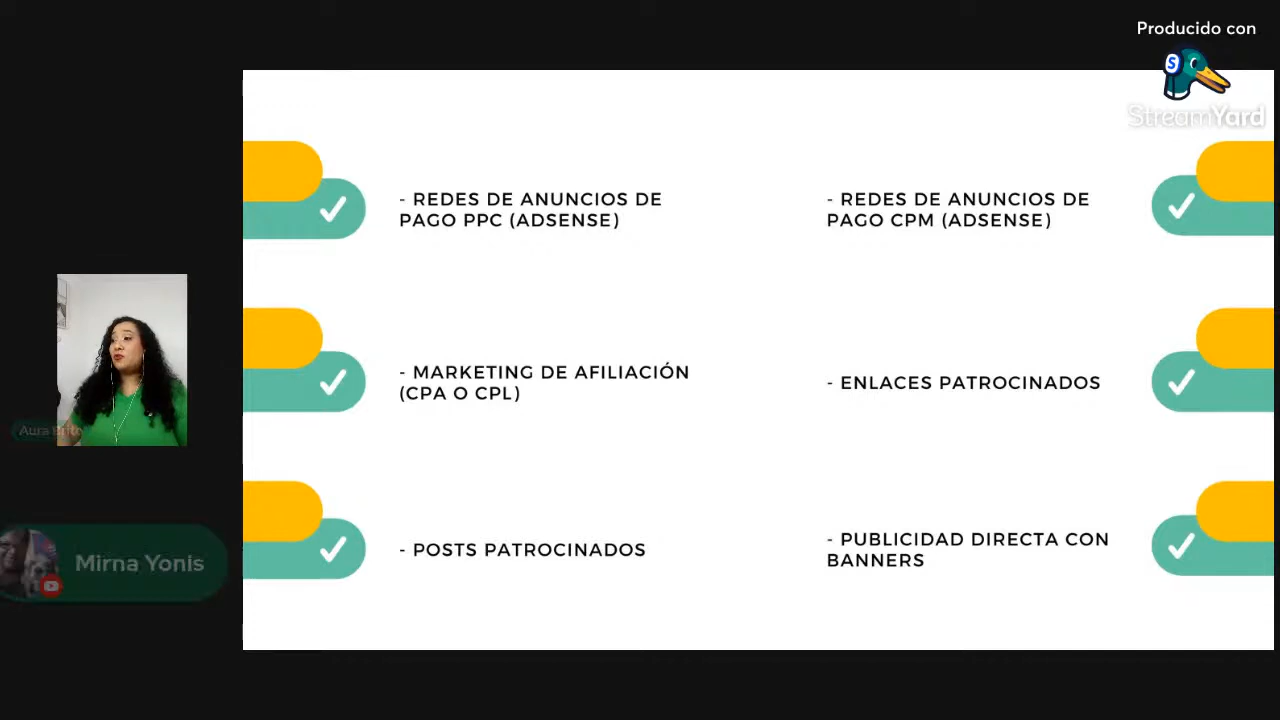 Producido con
StreamYard
- REDES DE ANUNCIOS DE
PAGO PPC (ADSENSE)
- REDES DE ANUNCIOS DE
PAGO CPM (ADSENSE)
- MARKETING DE AFILIACIÓN
(CPA O CPL)
- ENLACES PATROCINADOS
- POSTS PATROCINADOS
- PUBLICIDAD DIRECTA CON
BANNERS
Aura
Mirna Yonis